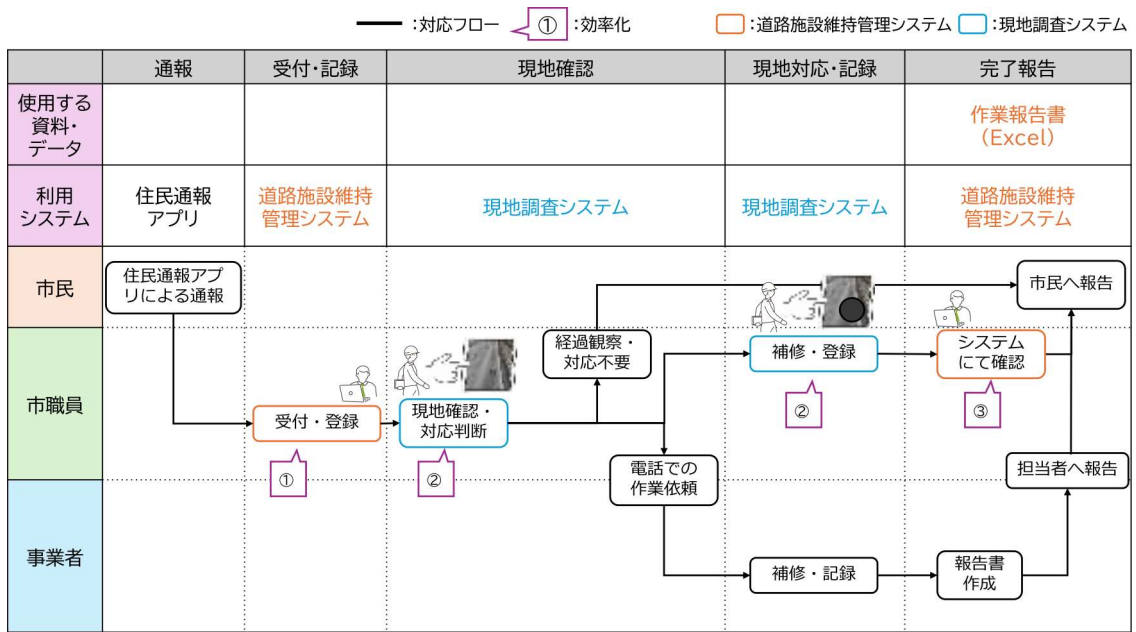 :対応フロー
①
:効率化
:道路施設維持管理システム
:現地調査システム
通報
受付・記録
現地確認
現地対応・記録
完了報告
使用する
資料・
データ
作業報告書
(Excel)
利用
システム
住民通報
アプリ
道路施設維持
管理システム
現地調査システム
現地調査システム
道路施設維持
管理システム
市民
住民通報アプ
リによる通報
市民へ報告
市職員
経過観察・
対応不要
補修・登録
システム
にて確認
受付・登録
現地確認・
対応判断
②
③
①
②
電話での
作業依頼
担当者へ報告
事業者
補修・記録
報告書
作成